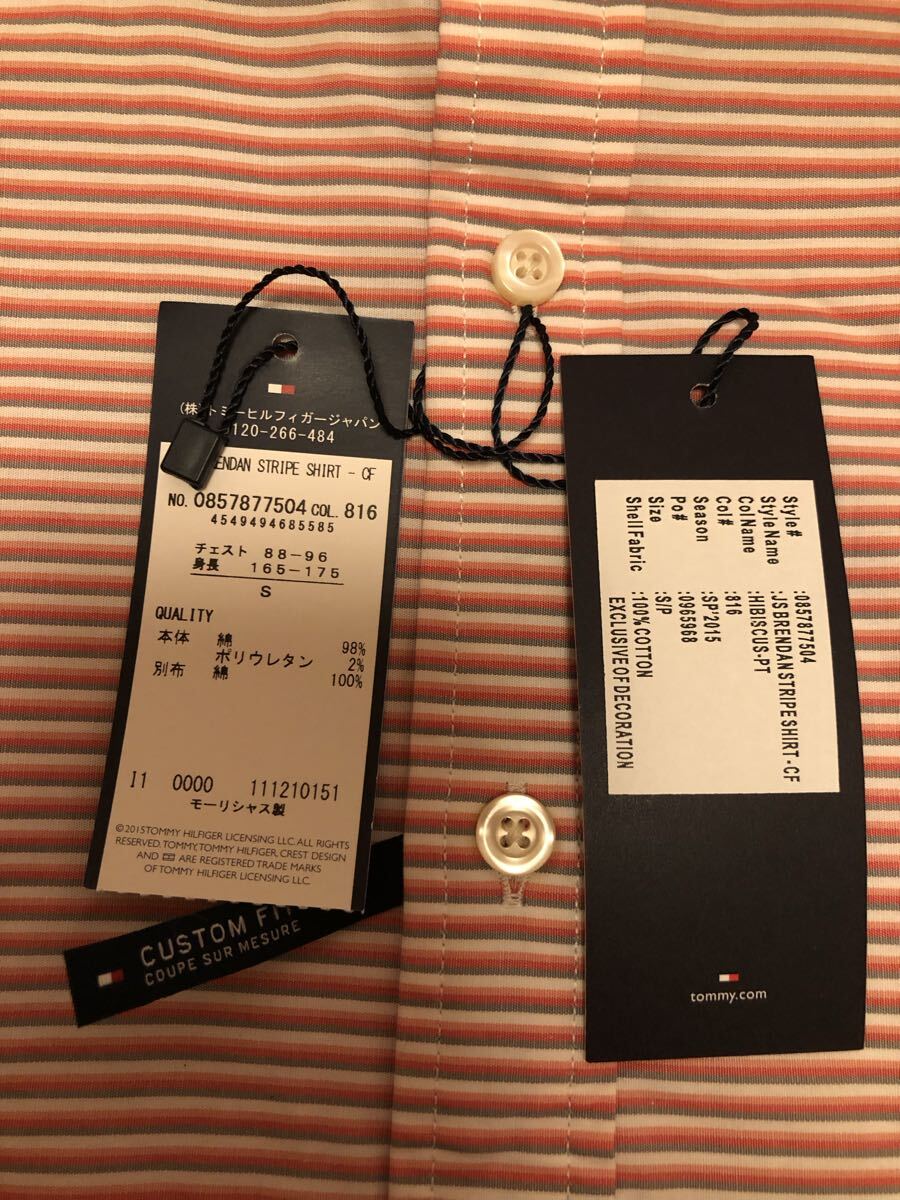 (株)トミーヒルフィガージャパン
0120-266-484
BRENDAN STRIPE SHIRT - CF
NO. 0857877504 COL. 816
4549494685585
チェスト 88-96
身長 165-175
S
QUALITY
本体 綿 98%
ポリウレタン 2%
別布 綿 100%
I1 0000 111210151
モーリシャス製
©2015 TOMMY HILFIGER LICENSING LLC. ALL RIGHTS
RESERVED. TOMMY, TOMMY HILFIGER, CREST DESIGN
AND ARE REGISTERED TRADE MARKS
OF TOMMY HILFIGER LICENSING LLC.
CUSTOM FIT
COUPE SUR MESURE
Style# :0857877504
StyleName :JS BRENDAN STRIPE SHIRT - CF
ColName :HIBISCUS-PT
Col# :816
Season :SP'2015
Po# :0965968
Size :S/P
ShellFabric :100% COTTON
EXCLUSIVE OF DECORATION
tommy.com